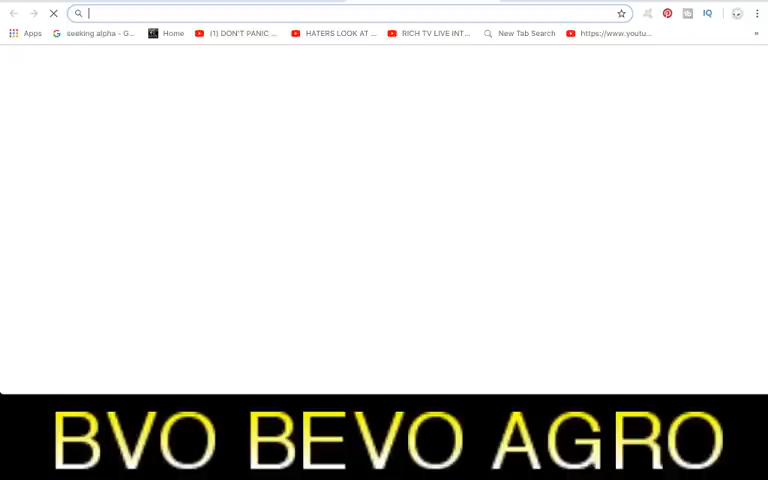 Apps seeking alpha - G... Home (1) DON'T PANIC ... HATERS LOOK AT ... RICH TV LIVE INT... New Tab Search https://www.youtu... »
IQ
BVO BEVO AGRO